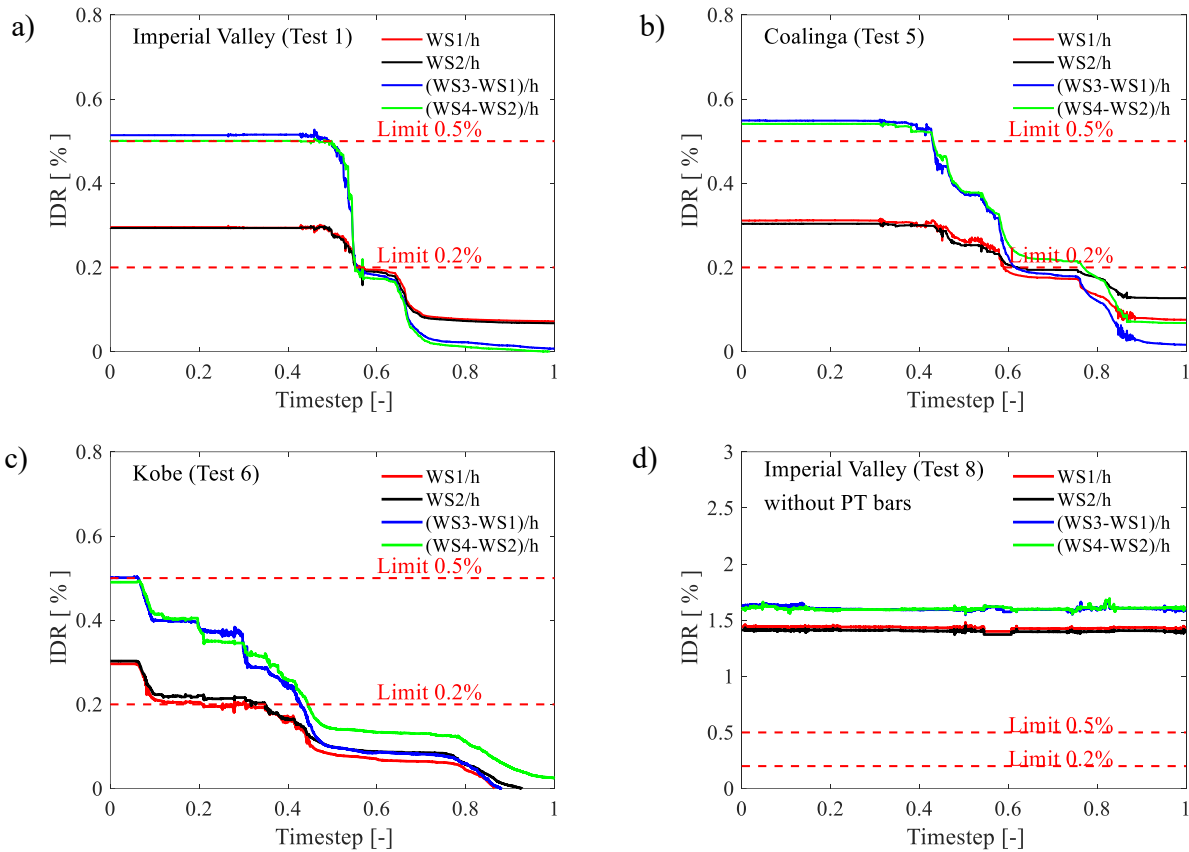 a)
Imperial Valley (Test 1)
WS1/h
WS2/h
(WS3-WS1)/h
(WS4-WS2)/h
Limit 0.5%
Limit 0.2%
IDR [ % ]
0.8
0.6
0.4
0.2
0
0 0.2 0.4 0.6 0.8 1
Timestep [-]
b)
Coalinga (Test 5)
WS1/h
WS2/h
(WS3-WS1)/h
(WS4-WS2)/h
Limit 0.5%
Limit 0.2%
IDR [ % ]
0.8
0.6
0.4
0.2
0
0 0.2 0.4 0.6 0.8 1
Timestep [-]
c)
Kobe (Test 6)
WS1/h
WS2/h
(WS3-WS1)/h
(WS4-WS2)/h
Limit 0.5%
Limit 0.2%
IDR [ % ]
0.8
0.6
0.4
0.2
0
0 0.2 0.4 0.6 0.8 1
Timestep [-]
d)
Imperial Valley (Test 8)
without PT bars
WS1/h
WS2/h
(WS3-WS1)/h
(WS4-WS2)/h
Limit 0.5%
Limit 0.2%
IDR [ % ]
3
2.5
2
1.5
1
0.5
0
0 0.2 0.4 0.6 0.8 1
Timestep [-]